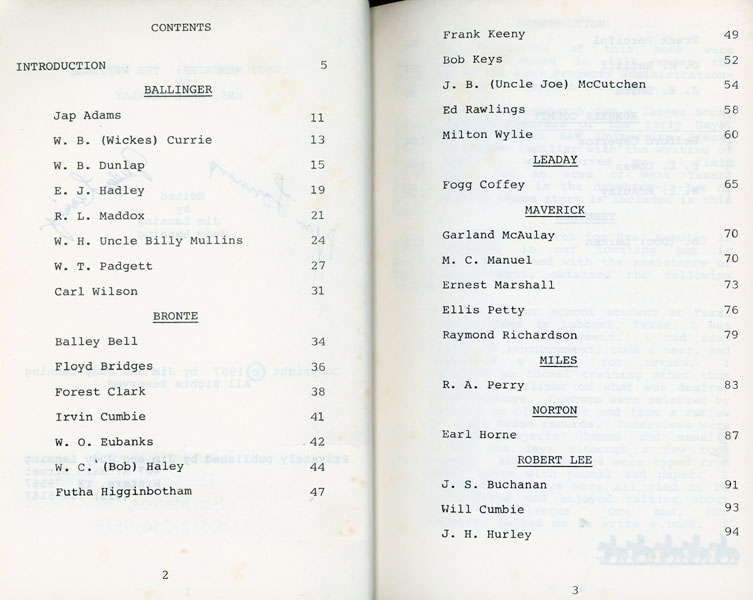 CONTENTS
INTRODUCTION 5
BALLINGER
Jap Adams 11
W. B. (Wickes) Currie 13
W. B. Dunlap 15
E. J. Hadley 19
R. L. Maddox 21
W. H. Uncle Billy Mullins 24
W. T. Padgett 27
Carl Wilson 31
BRONTE
Balley Bell 34
Floyd Bridges 36
Forest Clark 38
Irvin Cumbie 41
W. O. Eubanks 42
W. C. (Bob) Haley 44
Futha Higginbotham 47
2
Frank Keeny 49
Bob Keys 52
J. B. (Uncle Joe) McCutchen 54
Ed Rawlings 58
Milton Wylie 60
LEADAY
Fogg Coffey 65
MAVERICK
Garland McAulay 70
M. C. Manuel 70
Ernest Marshall 73
Ellis Petty 76
Raymond Richardson 79
MILES
R. A. Perry 83
NORTON
Earl Horne 87
ROBERT LEE
J. S. Buchanan 91
Will Cumbie 93
J. H. Hurley 94
3